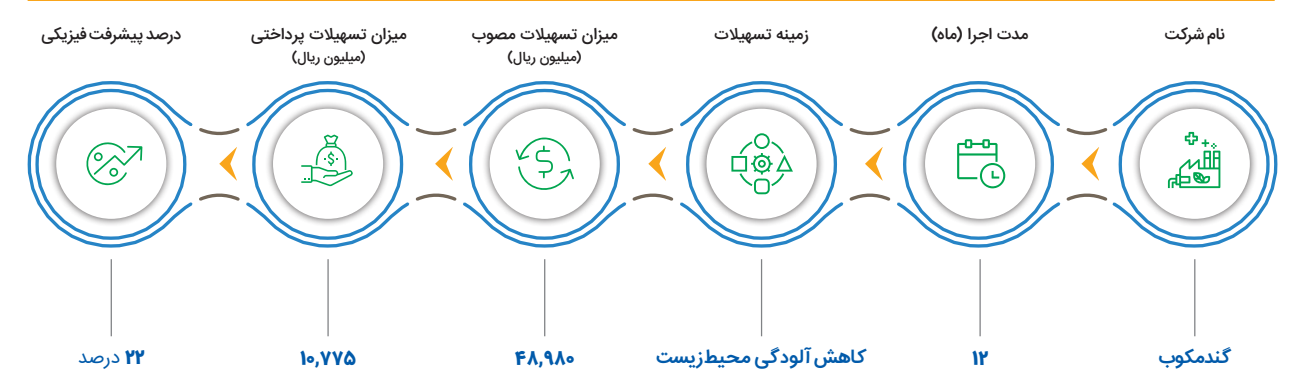 نام شرکت
مدت اجرا (ماه)
زمینه تسهیلات
میزان تسهیلات مصوب
(میلیون ریال)
میزان تسهیلات پرداختی
(میلیون ریال)
درصد پیشرفت فیزیکی
گندمکوب
۱۲
کاهش آلودگی محیط‌زیست
۴۸,۹۸۰
۱۰,۷۷۵
۲۲ درصد